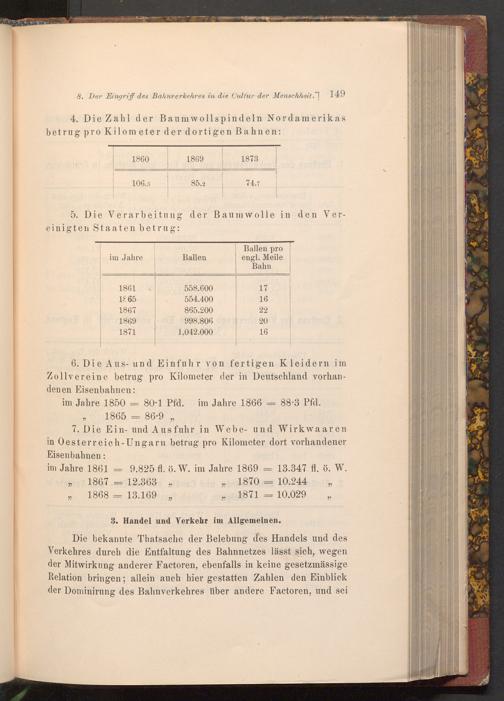 8. Der Eingriff des Bahnverkehres in die Cultur der Menschheit. 149
4. Die Zahl der Baumwollspindeln Nordamerikas
betrug pro Kilometer der dortigen Bahnen:
1860 1869 1873
106.5 85.2 74.7
5. Die Verarbeitung der Baumwolle in den Ver-
einigten Staaten betrug:
im Jahre Ballen Ballen pro engl. Meile Bahn
1861 558.600 17
1865 554.400 16
1867 865.200 22
1869 998.806 20
1871 1,042.000 16
6. Die Aus- und Einfuhr von fertigen Kleidern im
Zollvereine betrug pro Kilometer der in Deutschland vorhan-
denen Eisenbahnen:
im Jahre 1850 = 80·1 Pfd. im Jahre 1866 = 88·3 Pfd.
„ 1865 = 86·9 „
7. Die Ein- und Ausfuhr in Webe- und Wirkwaaren
in Oesterreich-Ungarn betrug pro Kilometer dort vorhandener
Eisenbahnen:
im Jahre 1861 = 9.825 fl. ö. W. im Jahre 1869 = 13.347 fl. ö. W.
„ 1867 = 12.363 „ „ 1870 = 10.244 „
„ 1868 = 13.169 „ „ 1871 = 10.029 „
3. Handel und Verkehr im Allgemeinen.
Die bekannte Thatsache der Belebung des Handels und des
Verkehres durch die Entfaltung des Bahnnetzes lässt sich, wegen
der Mitwirkung anderer Factoren, ebenfalls in keine gesetzmässige
Relation bringen; allein auch hier gestatten Zahlen den Einblick
der Dominirung des Bahnverkehres über andere Factoren, und sei